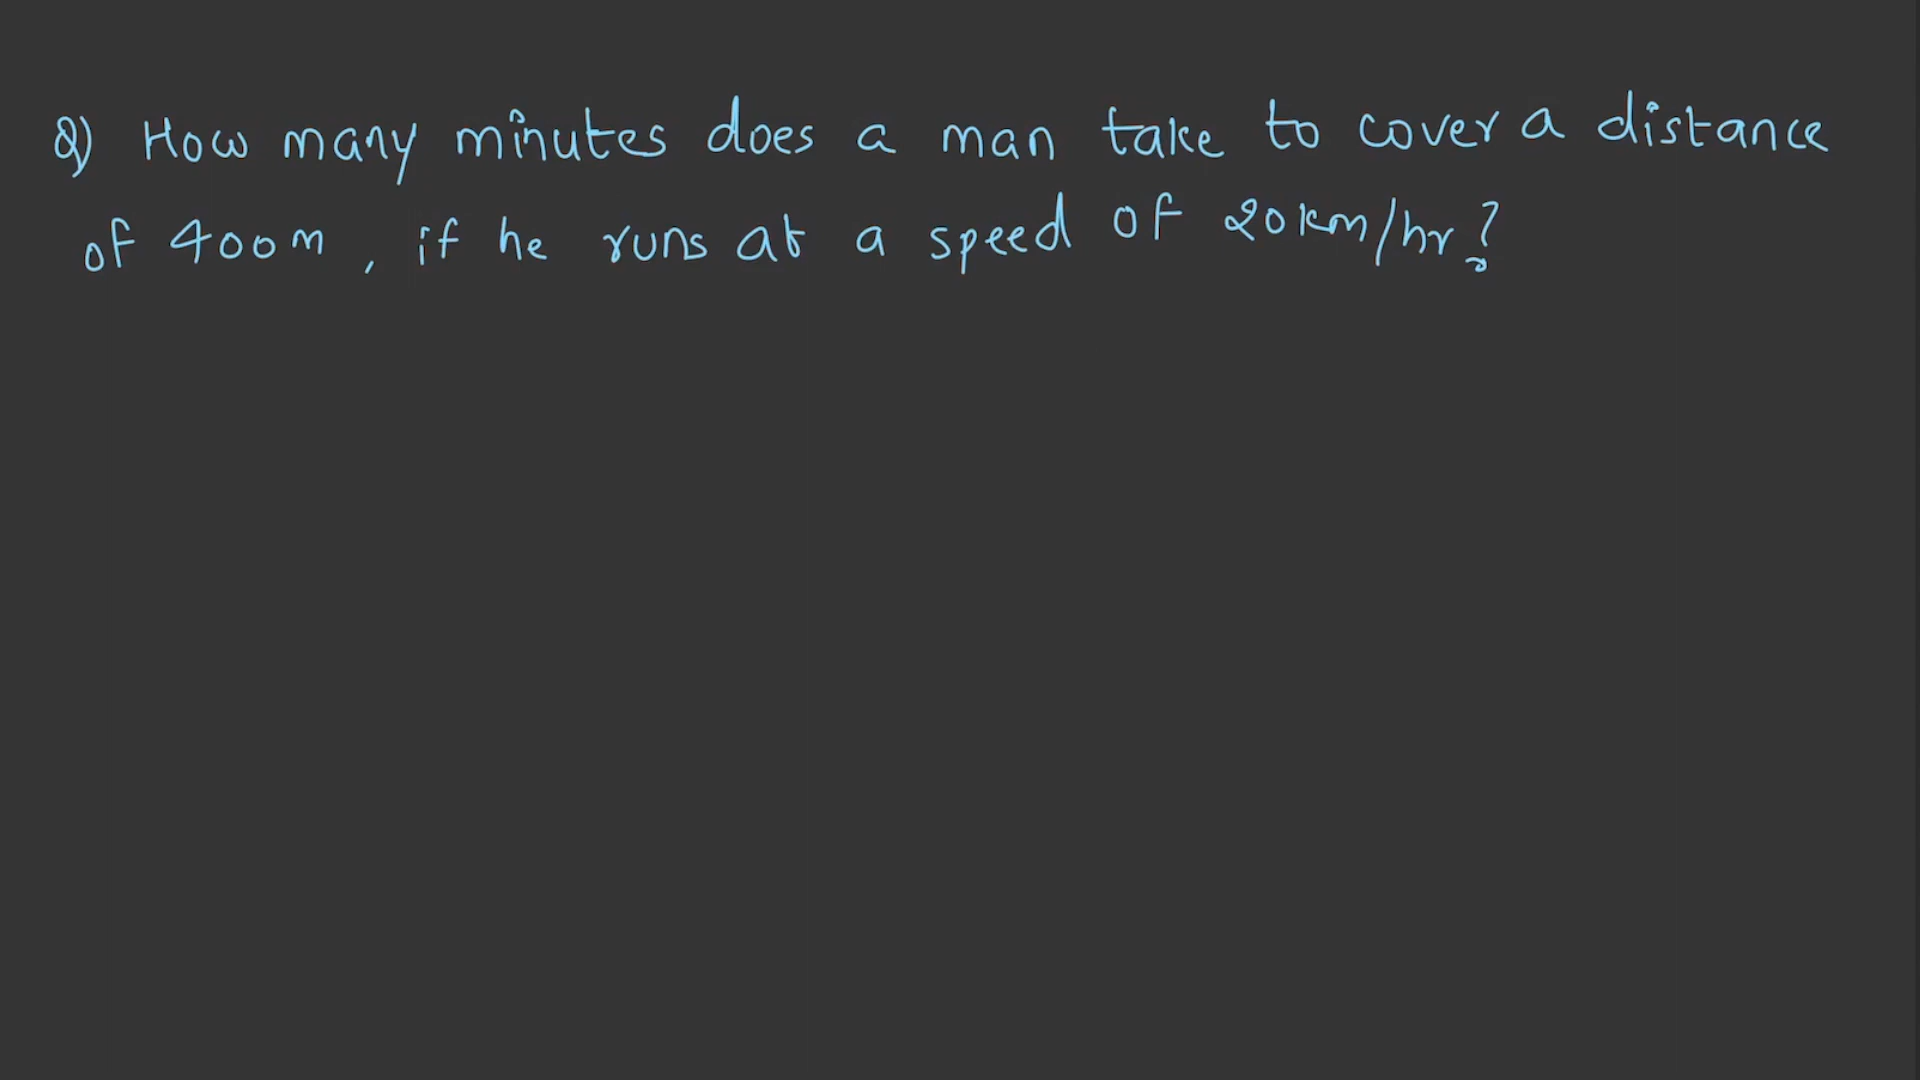 Q) How many minutes does a man take to cover a distance
of 400m, if he runs at a speed of 20km/hr?